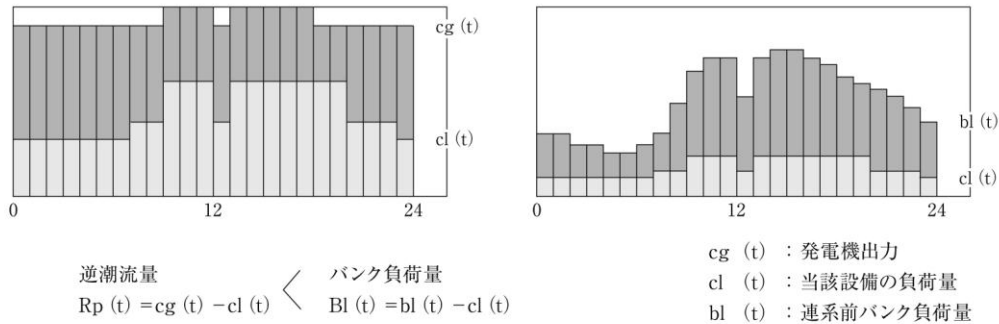 cg (t)
cl (t)
0 12 24
bl (t)
cl (t)
0 12 24
逆潮流量 < バンク負荷量
Rp (t) =cg (t) -cl (t) Bl (t) =bl (t) -cl (t)
cg (t) : 発電機出力
cl (t) : 当該設備の負荷量
bl (t) : 連系前バンク負荷量